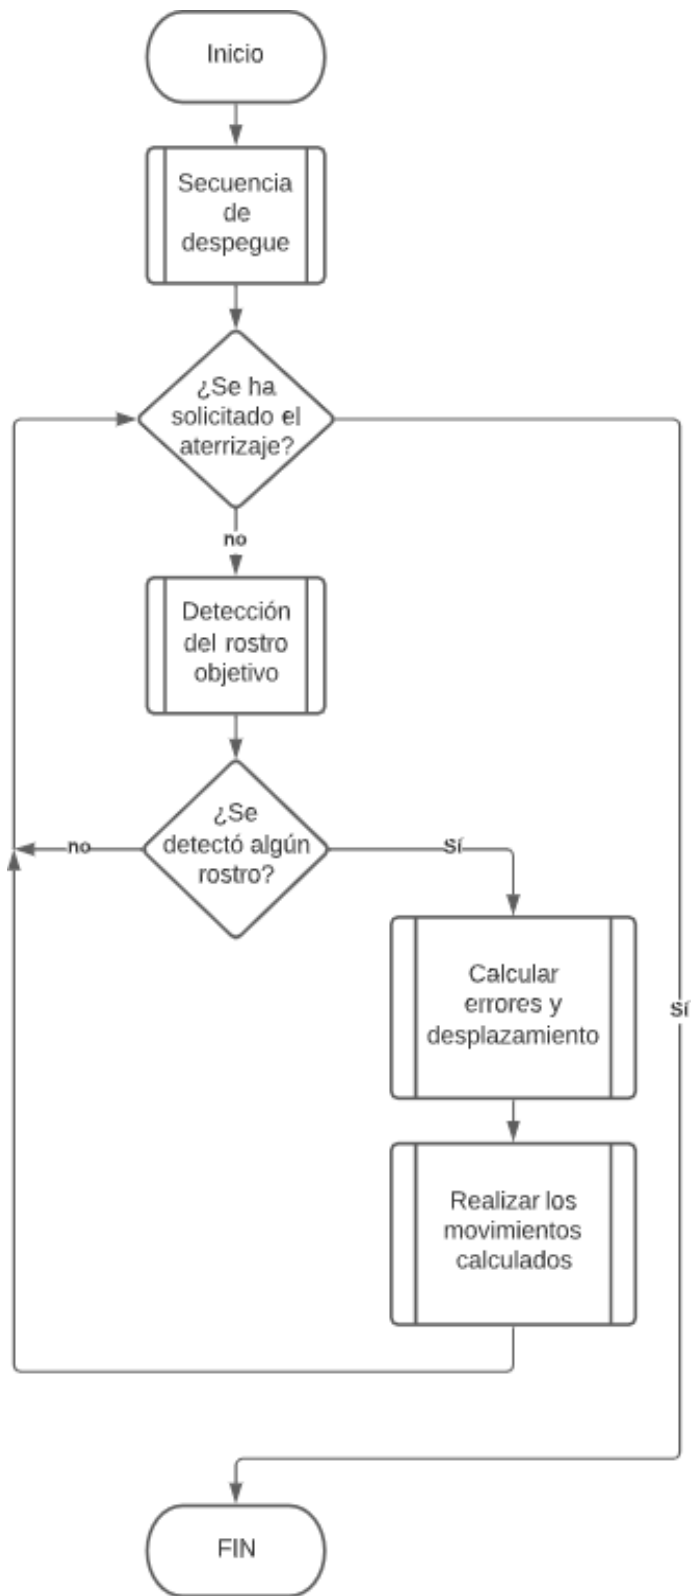 Inicio
Secuencia
de
despegue
¿Se ha
solicitado el
aterrizaje?
no
Detección
del rostro
objetivo
¿Se
detectó algún
rostro?
no
Sí
Calcular
errores y
desplazamiento
Sí
Realizar los
movimientos
calculados
FIN